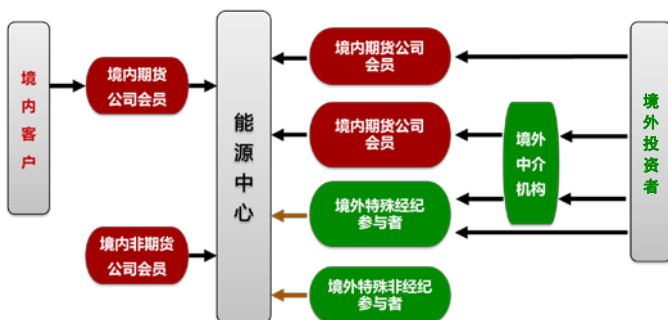 境内客户
境内期货
公司会员
境内非期货
公司会员
能源中心
境内期货公司
会员
境内期货公司
会员
境外特殊经纪
参与者
境外特殊非经纪
参与者
境外
中介
机构
境外投资者